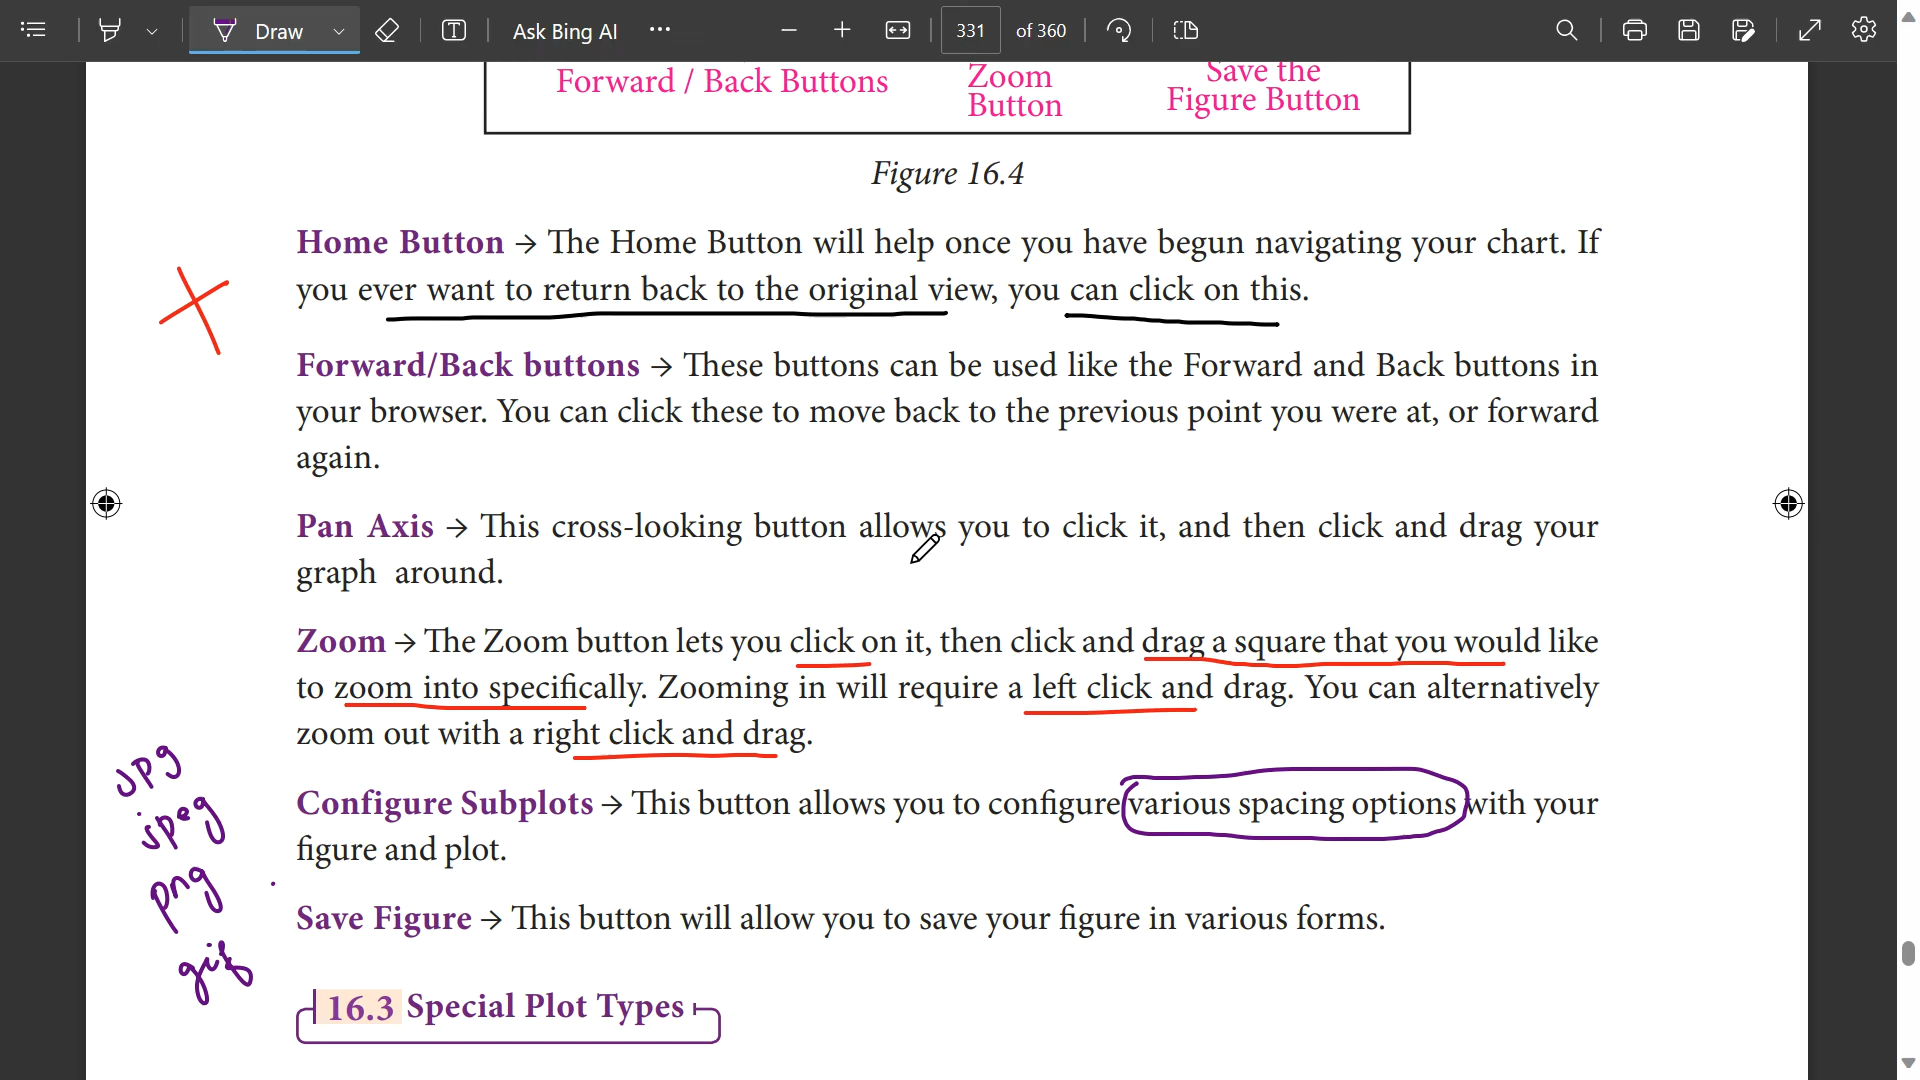 Draw
Ask Bing AI
331 of 360
Forward / Back Buttons
Zoom
Button
Save the
Figure Button
Figure 16.4
Home Button → The Home Button will help once you have begun navigating your chart. If
you ever want to return back to the original view, you can click on this.
Forward/Back buttons → These buttons can be used like the Forward and Back buttons in
your browser. You can click these to move back to the previous point you were at, or forward
again.
Pan Axis → This cross-looking button allows you to click it, and then click and drag your
graph around.
Zoom → The Zoom button lets you click on it, then click and drag a square that you would like
to zoom into specifically. Zooming in will require a left click and drag. You can alternatively
zoom out with a right click and drag.
jpg
jpeg
png
gif
Configure Subplots → This button allows you to configure various spacing options with your
figure and plot.
Save Figure → This button will allow you to save your figure in various forms.
16.3 Special Plot Types